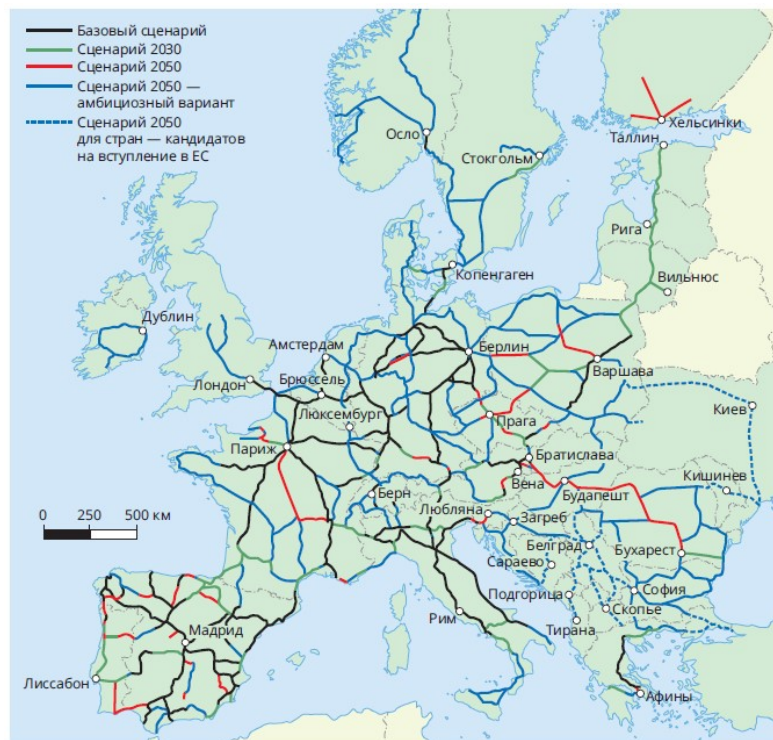 Базовый сценарий
Сценарий 2030
Сценарий 2050
Сценарий 2050 —
амбициозный вариант
Сценарий 2050
для стран — кандидатов
на вступление в ЕС
Хельсинки
Осло
Таллин
Стокгольм
Рига
Копенгаген
Вильнюс
Дублин
Амстердам
Берлин
Лондон
Брюссель
Варшава
Люксембург
Прага
Киев
Париж
Братислава
Вена
Кишинев
Берн
Будапешт
0 250 500 км
Любляна
Загреб
Белград
Бухарест
Сараево
София
Подгорица
Скопье
Мадрид
Рим
Тирана
Лиссабон
Афины